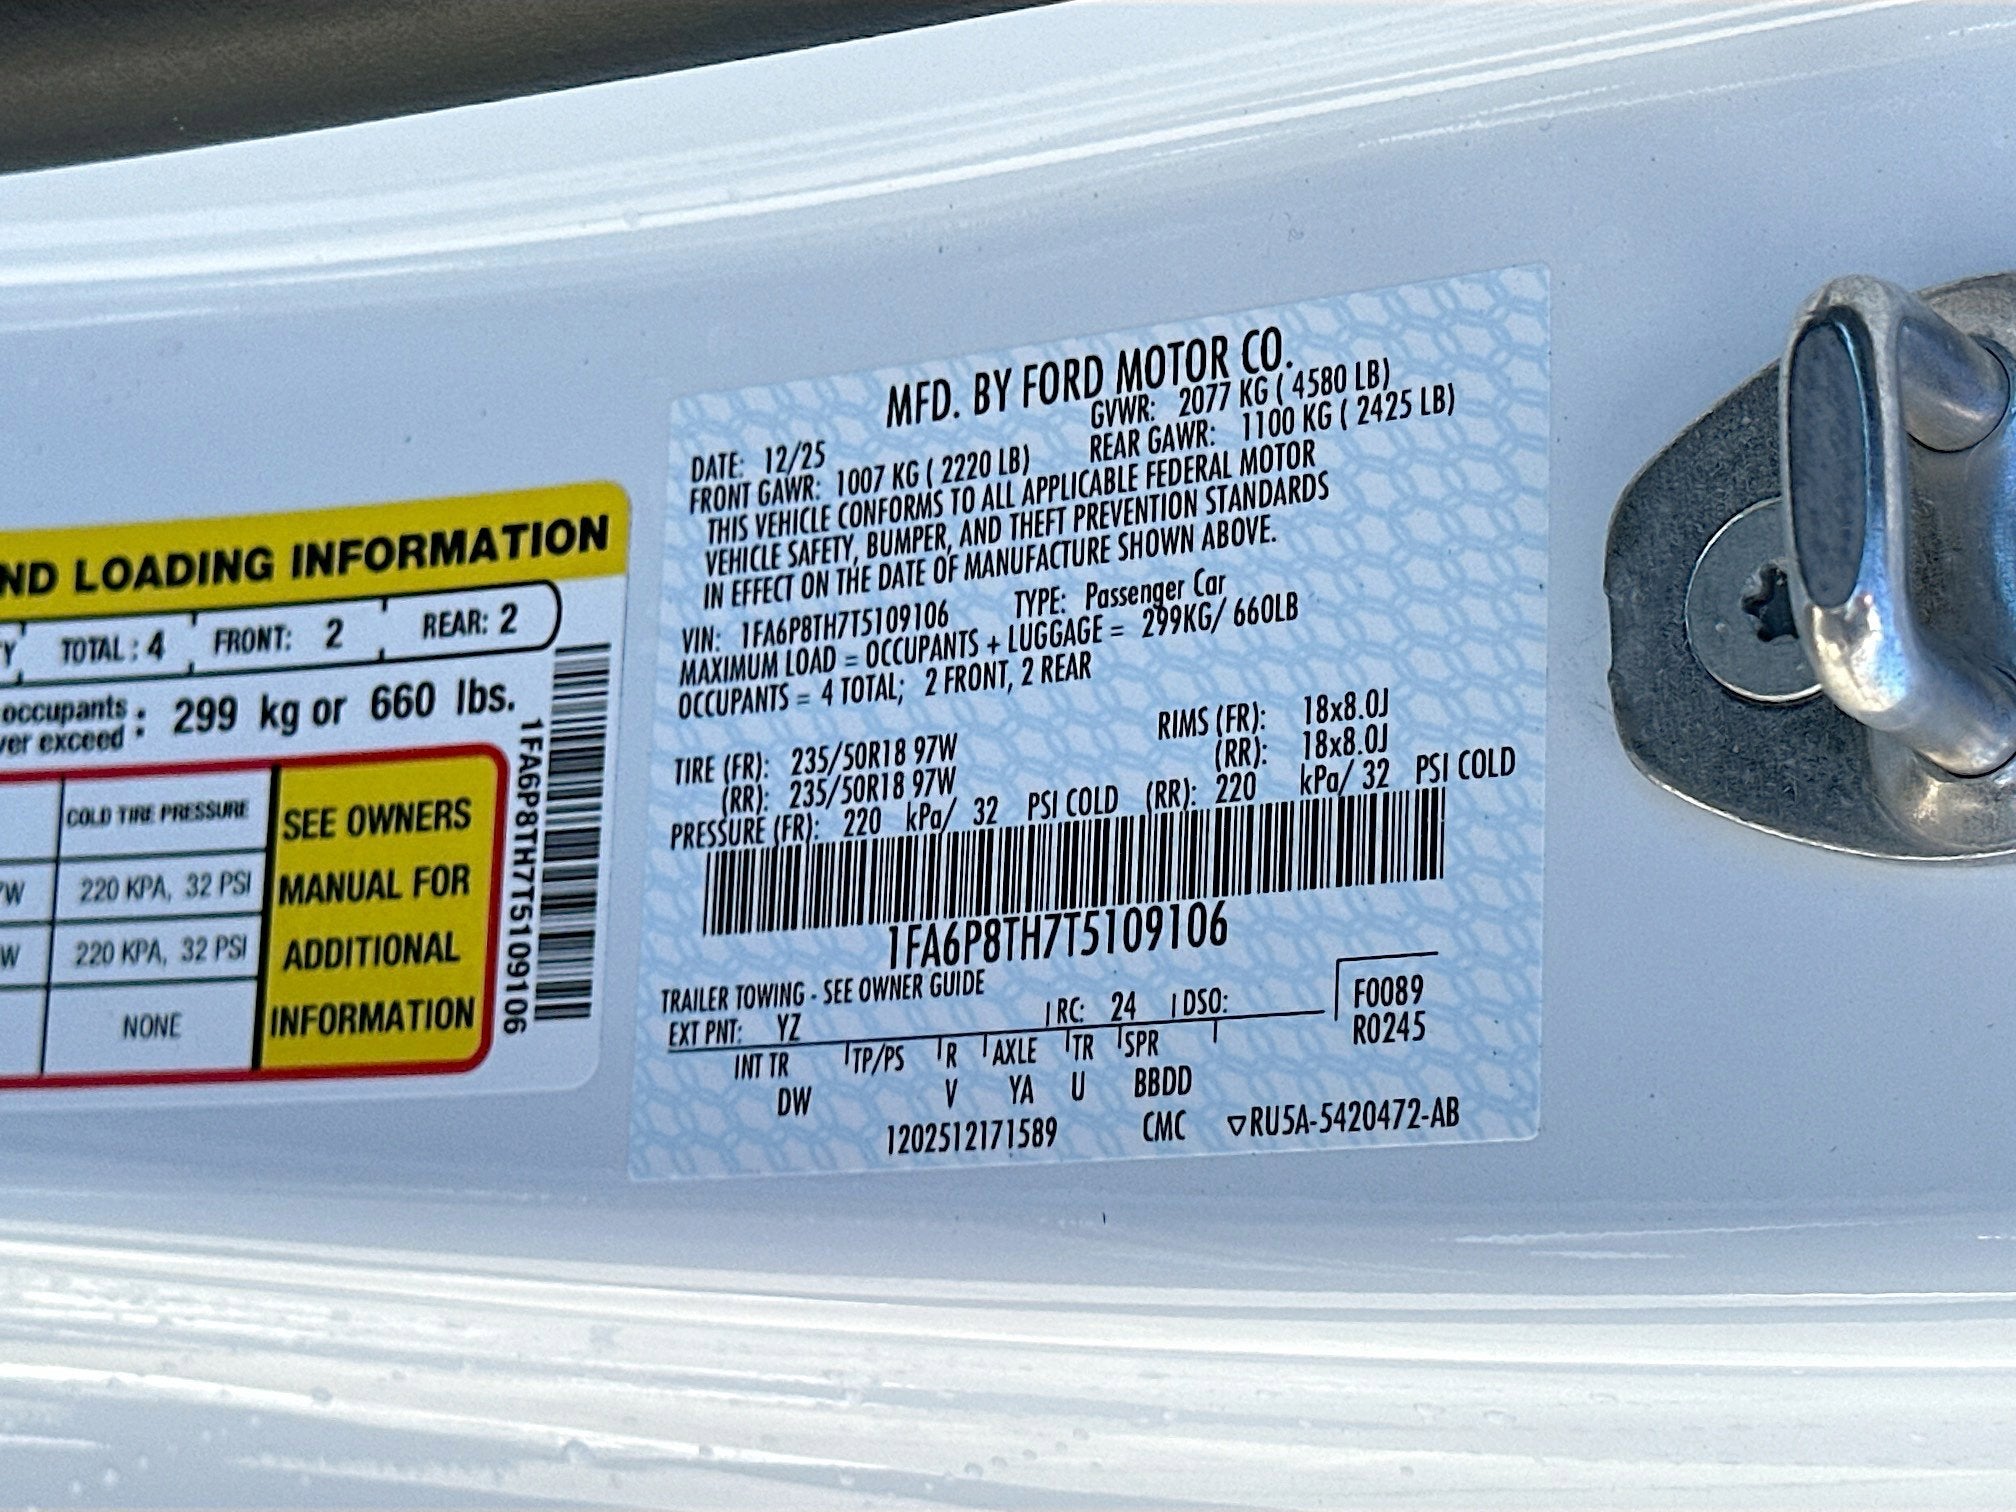 MFD. BY FORD MOTOR CO.
DATE: 12/25 GVWR: 2077 KG ( 4580 LB)
FRONT GAWR: 1007 KG ( 2220 LB) REAR GAWR: 1100 KG ( 2425 LB)
THIS VEHICLE CONFORMS TO ALL APPLICABLE FEDERAL MOTOR
VEHICLE SAFETY, BUMPER, AND THEFT PREVENTION STANDARDS
IN EFFECT ON THE DATE OF MANUFACTURE SHOWN ABOVE.
VIN: 1FA6P8TH7T5109106 TYPE: Passenger Car
MAXIMUM LOAD = OCCUPANTS + LUGGAGE = 299KG/ 660LB
OCCUPANTS = 4 TOTAL; 2 FRONT, 2 REAR
RIMS (FR): 18x8.0J
TIRE (FR): 235/50R18 97W (RR): 18x8.0J
(RR): 235/50R18 97W
PRESSURE (FR): 220 kPa/ 32 PSI COLD (RR): 220 kPa/ 32 PSI COLD
1FA6P8TH7T5109106
TRAILER TOWING - SEE OWNER GUIDE
EXT PNT: YZ RC: 24 DSO: F0089
R0245
INT TR TP/PS R AXLE TR SPR
DW V YA U BBDD
1202512171589 CMC ▽RU5A-5420472-AB
ND LOADING INFORMATION
Y TOTAL : 4 FRONT: 2 REAR: 2
occupants
ver exceed : 299 kg or 660 lbs.
COLD TIRE PRESSURE
7W 220 KPA, 32 PSI
W 220 KPA, 32 PSI
NONE
SEE OWNERS
MANUAL FOR
ADDITIONAL
INFORMATION
1FA6P8TH7T5109106